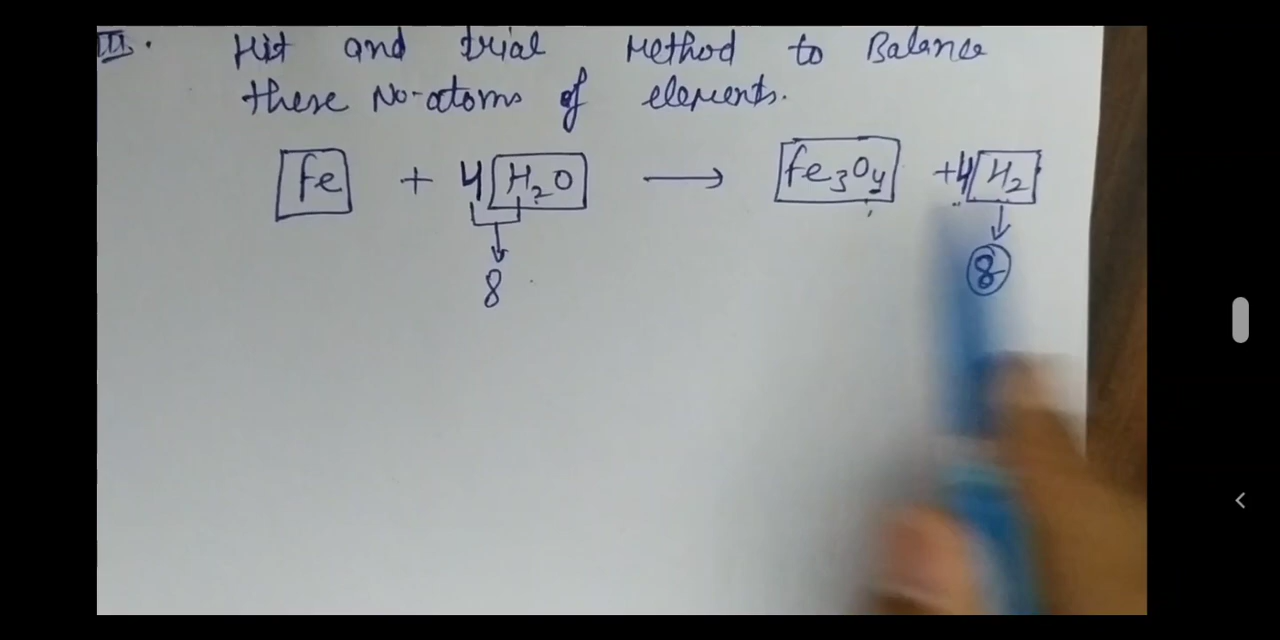 III. Hit and trial Method to Balance
these No-atoms of elements.
Fe + 4 H₂O → Fe₃O₄ + 4 H₂
8 8